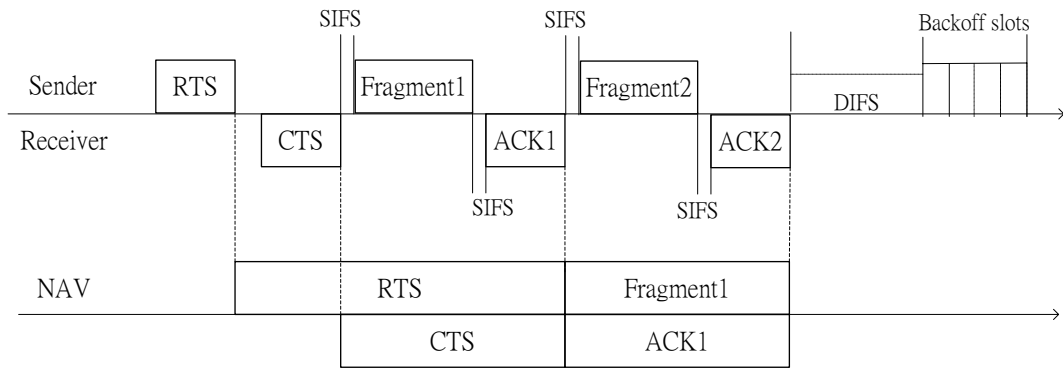 SIFS
SIFS
Backoff slots
Sender
RTS
Fragment1
Fragment2
DIFS
Receiver
CTS
ACK1
ACK2
SIFS
SIFS
NAV
RTS
Fragment1
CTS
ACK1